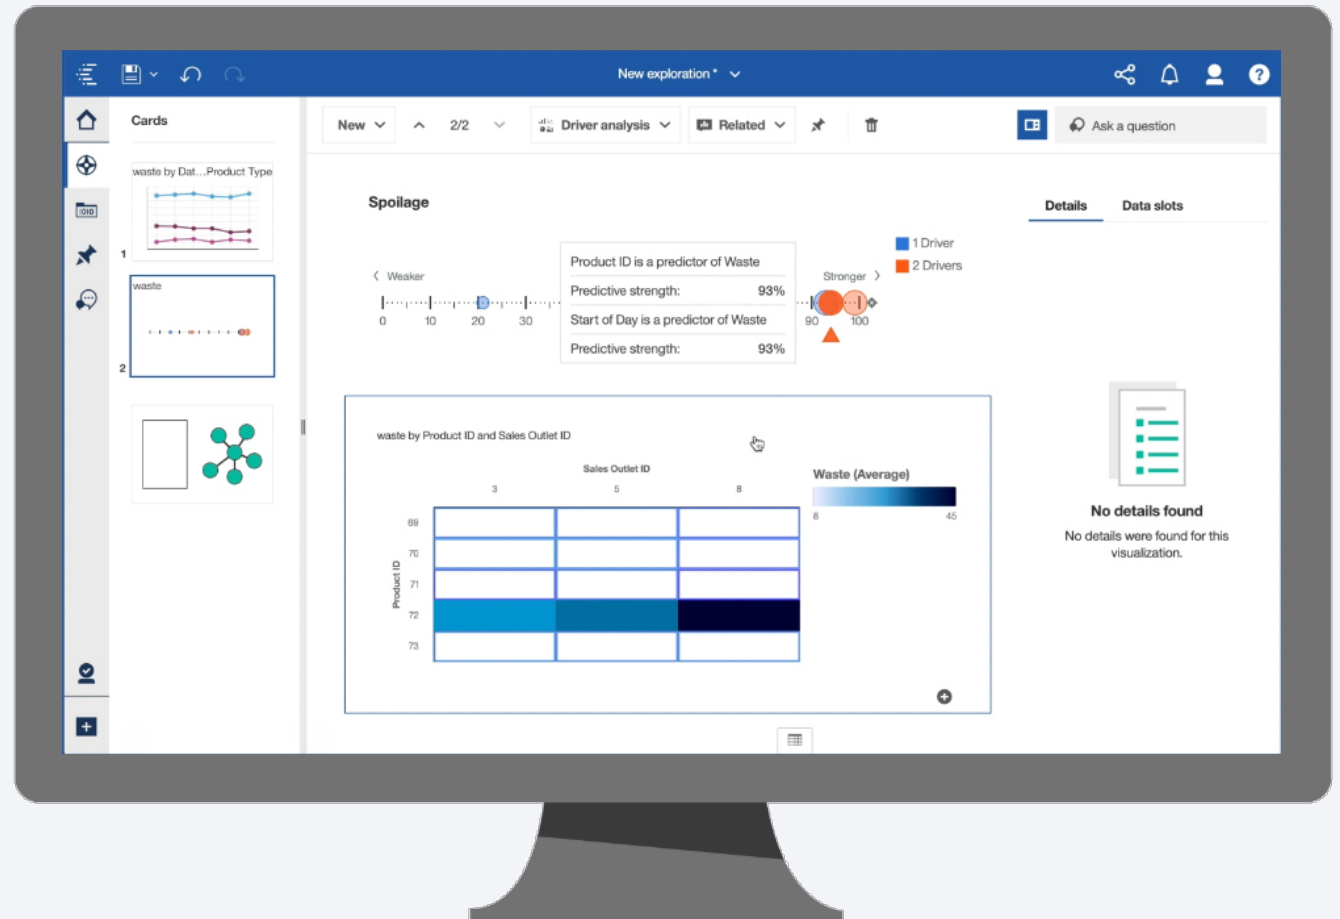 New exploration *
Cards
New
2/2
Driver analysis
Related
Ask a question
waste by Dat...Product Type
1
waste
2
Spoilage
Details
Data slots
1 Driver
2 Drivers
Weaker
Stronger
Product ID is a predictor of Waste
Predictive strength: 93%
Start of Day is a predictor of Waste
Predictive strength: 93%
0 10 20 30 90 100
waste by Product ID and Sales Outlet ID
Sales Outlet ID
3 5 8
Product ID
69
70
71
72
73
Waste (Average)
8 45
No details found
No details were found for this
visualization.